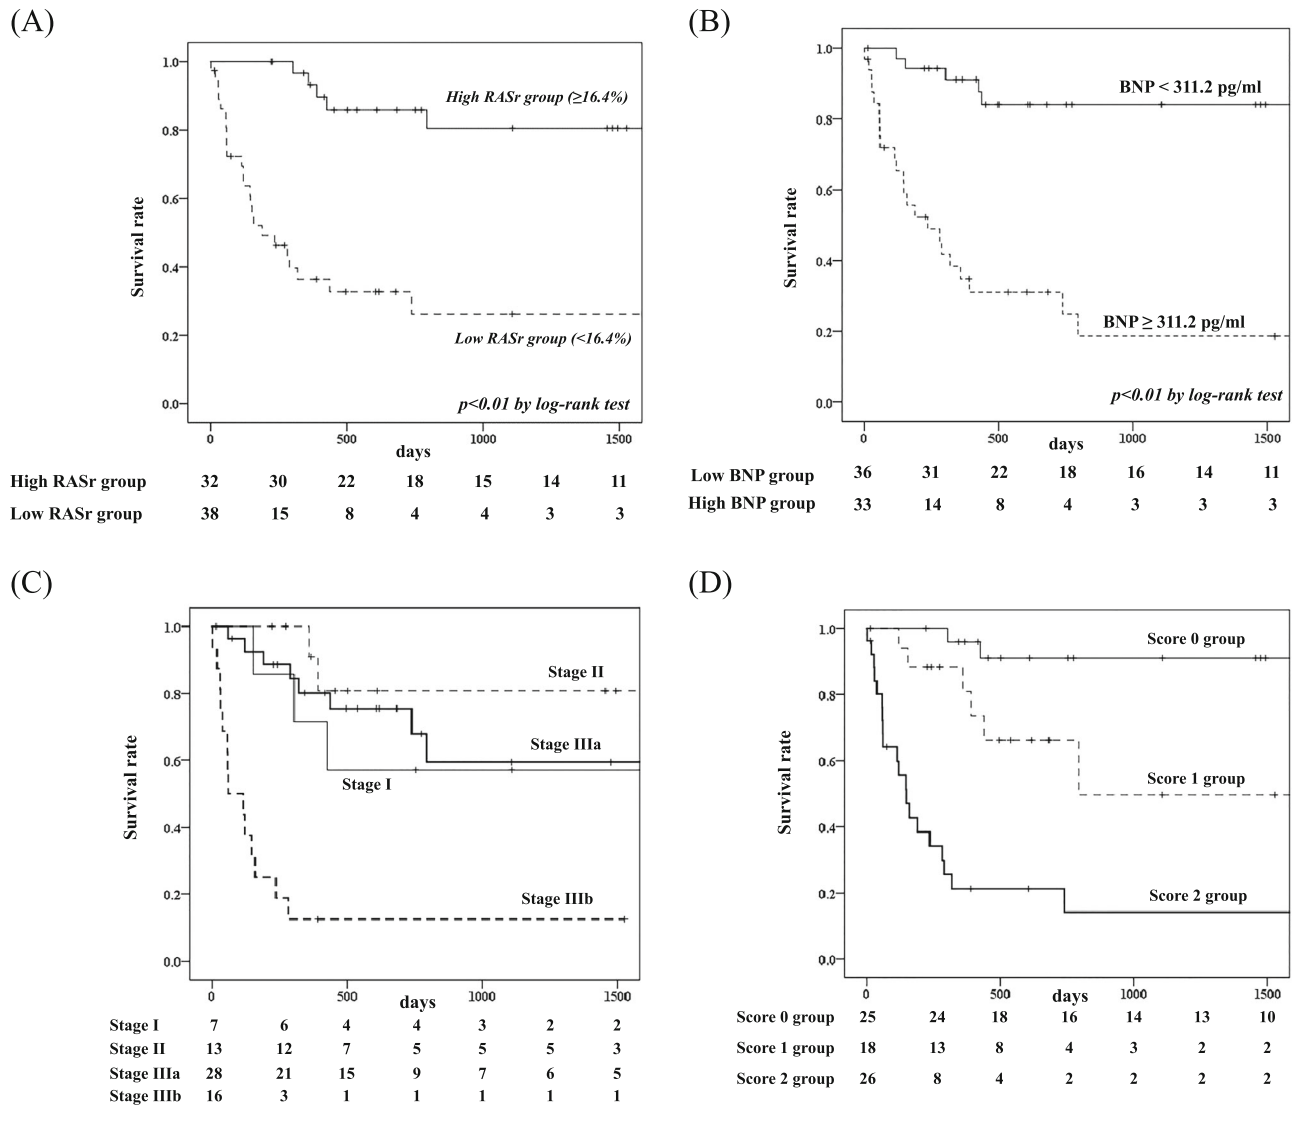 (A)
1.0
0.8
0.6
0.4
0.2
0.0
Survival rate
High RASr group (≥16.4%)
Low RASr group (<16.4%)
p<0.01 by log-rank test
0 500 1000 1500
days
High RASr group 32 30 22 18 15 14 11
Low RASr group 38 15 8 4 4 3 3
(B)
1.0
0.8
0.6
0.4
0.2
0.0
Survival rate
BNP < 311.2 pg/ml
BNP ≥ 311.2 pg/ml
p<0.01 by log-rank test
0 500 1000 1500
days
Low BNP group 36 31 22 18 16 14 11
High BNP group 33 14 8 4 3 3 3
(C)
1.0
0.8
0.6
0.4
0.2
0.0
Survival rate
Stage II
Stage IIIa
Stage I
Stage IIIb
0 500 1000 1500
days
Stage I 7 6 4 4 3 2 2
Stage II 13 12 7 5 5 5 3
Stage IIIa 28 21 15 9 7 6 5
Stage IIIb 16 3 1 1 1 1 1
(D)
1.0
0.8
0.6
0.4
0.2
0.0
Survival rate
Score 0 group
Score 1 group
Score 2 group
0 500 1000 1500
days
Score 0 group 25 24 18 16 14 13 10
Score 1 group 18 13 8 4 3 2 2
Score 2 group 26 8 4 2 2 2 2